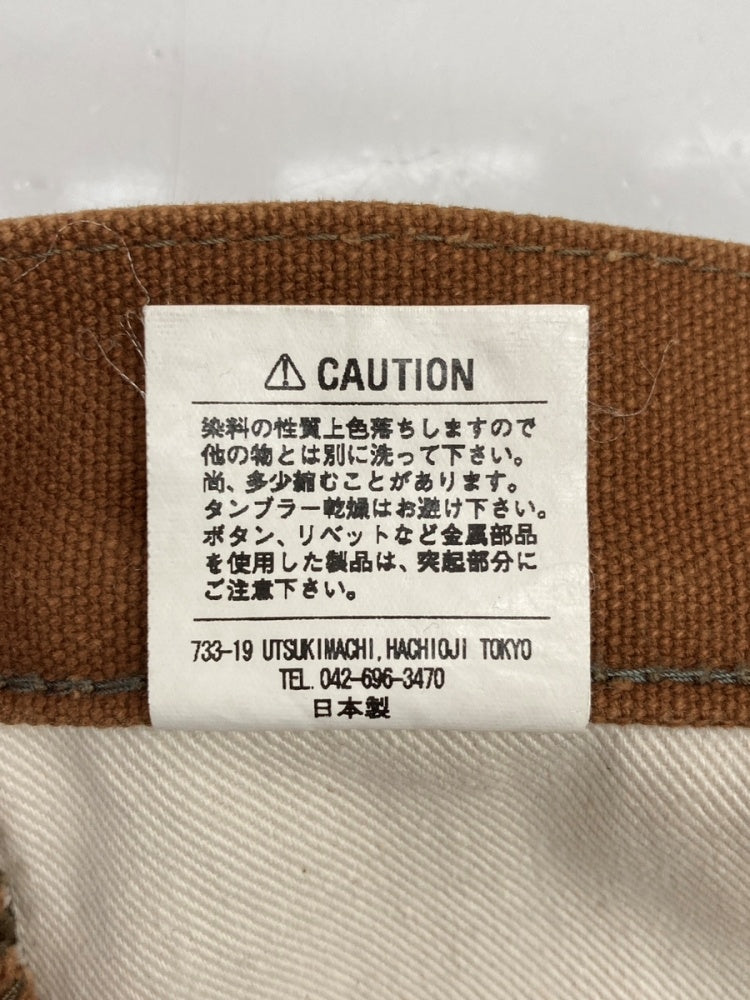 ⚠ CAUTION
染料の性質上色落ちしますので
他の物とは別に洗って下さい。
尚、多少縮むことがあります。
タンブラー乾燥はお避け下さい。
ボタン、リベットなど金属部品
を使用した製品は、突起部分に
ご注意下さい。
733-19 UTSUKIMACHI, HACHIOJI TOKYO
TEL. 042-696-3470
日本製